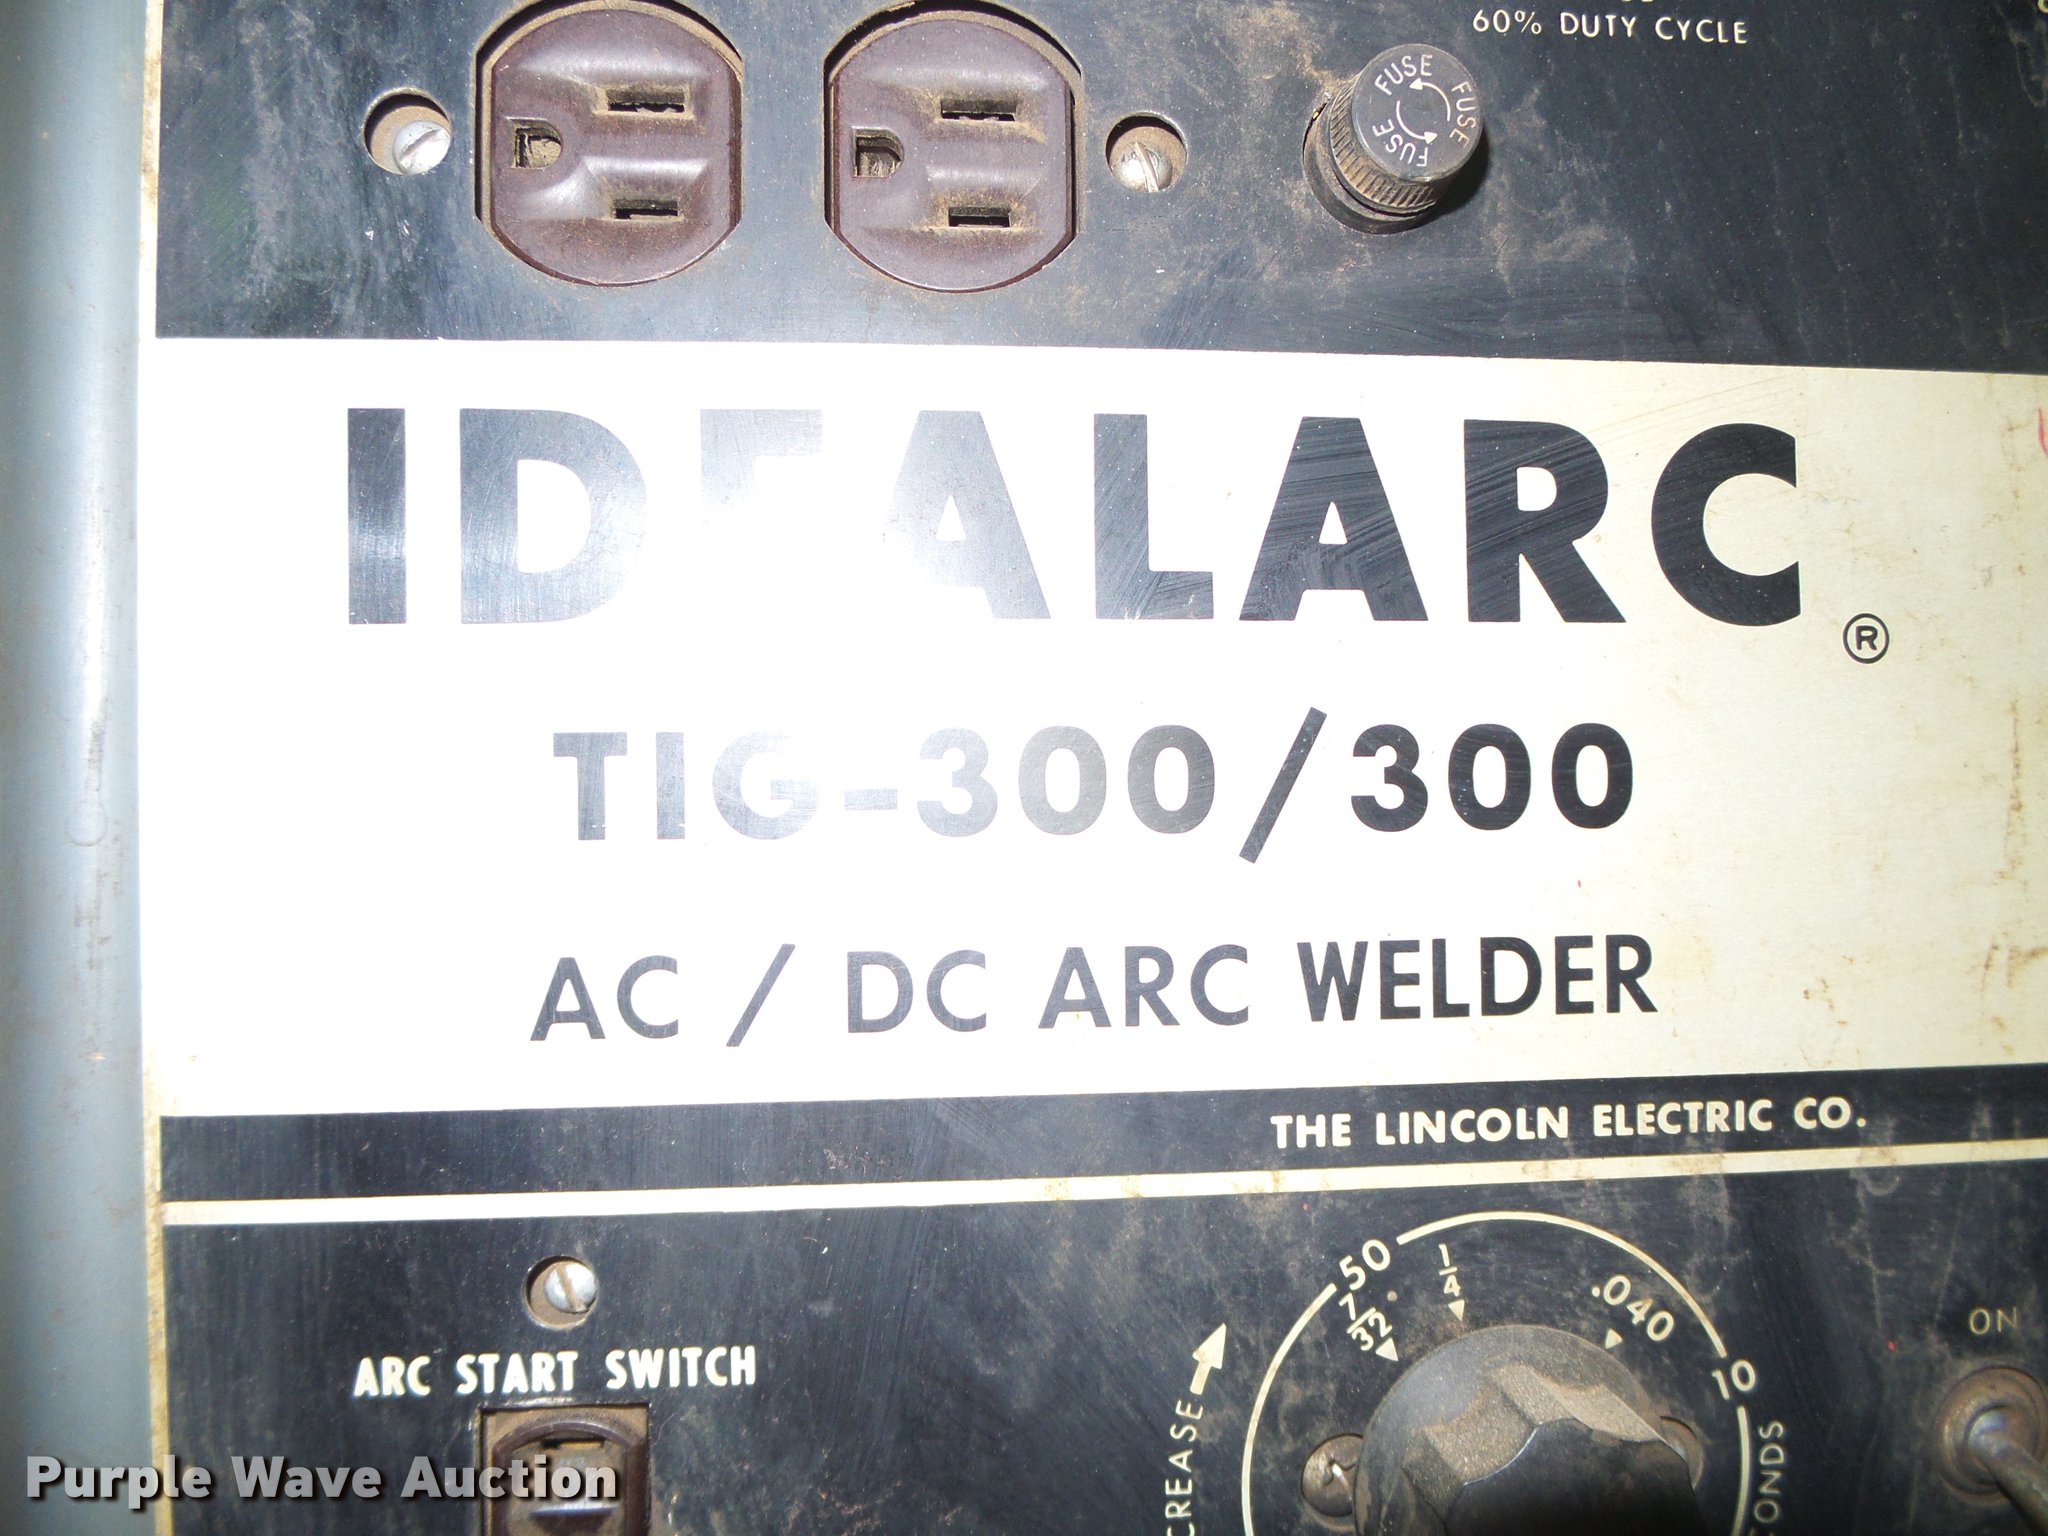 60% DUTY CYCLE
FUSE FUSE FUSE
IDEALARC ®
TIG-300/300
AC / DC ARC WELDER
THE LINCOLN ELECTRIC CO.
ARC START SWITCH
50
7/32
1/4
.040
10
ON
Purple Wave Auction